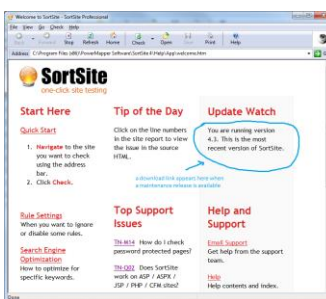 Welcome to SortSite - SortSite Professional
File View Go Check Help
Back Forward Stop Refresh Home Check Open Save Print Help
Address C:\Program Files (x86)\PowerMapper Software\SortSite-P\Help\App\welcome.htm
SortSite
one-click site testing
Start Here
Quick Start
1. Navigate to the site
you want to check
using the address
bar.
2. Click Check.
Rule Settings
When you want to ignore
or disable some rules.
Search Engine
Optimization
How to optimize for
specific keywords.
Tip of the Day
Click on the line numbers
in the site report to view
the issue in the source
HTML.
Top Support
Issues
TN-M14 How do I check
password protected pages?
TN-Q02 Does SortSite
work on ASP / ASPX /
JSP / PHP / CFM sites?
Update Watch
You are running version
4.3. This is the most
recent version of SortSite.
a download link appears here when
a maintenance release is available
Help and
Support
Email Support
Get help from the support
team.
Help
Help contents and index.
Done